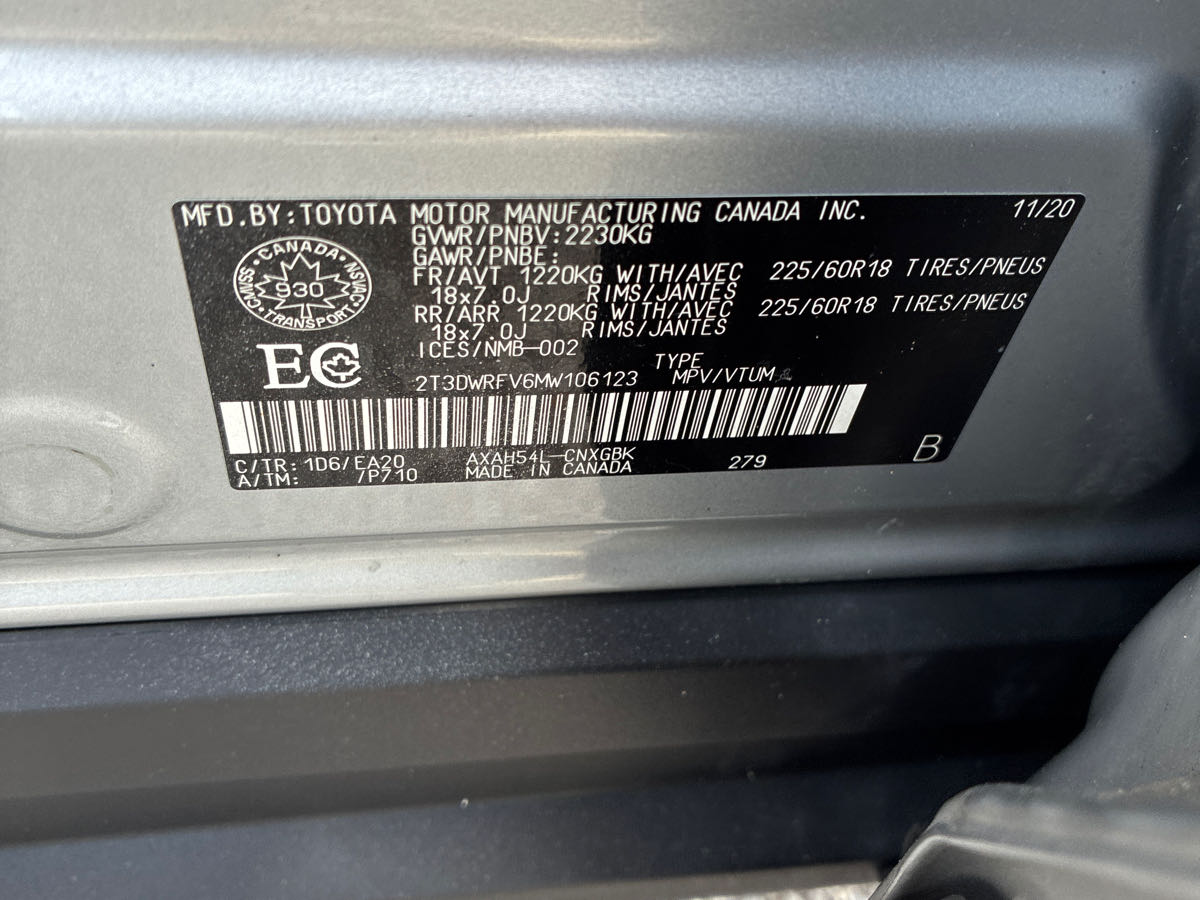 MFD.BY:TOYOTA MOTOR MANUFACTURING CANADA INC. 11/20
GVWR/PNBV:2230KG
GAWR/PNBE:
FR/AVT 1220KG WITH/AVEC 225/60R18 TIRES/PNEUS
18x7.0J RIMS/JANTES
RR/ARR 1220KG WITH/AVEC 225/60R18 TIRES/PNEUS
18x7.0J RIMS/JANTES
ICES/NMB-002
CANADA
CMVSS NSVAC
930
TRANSPORT
EC
TYPE
2T3DWRFV6MW106123 MPV/VTUM
C/TR: 1D6/EA20 AXAH54L-CNXGBK 279 B
A/TM: /P710 MADE IN CANADA